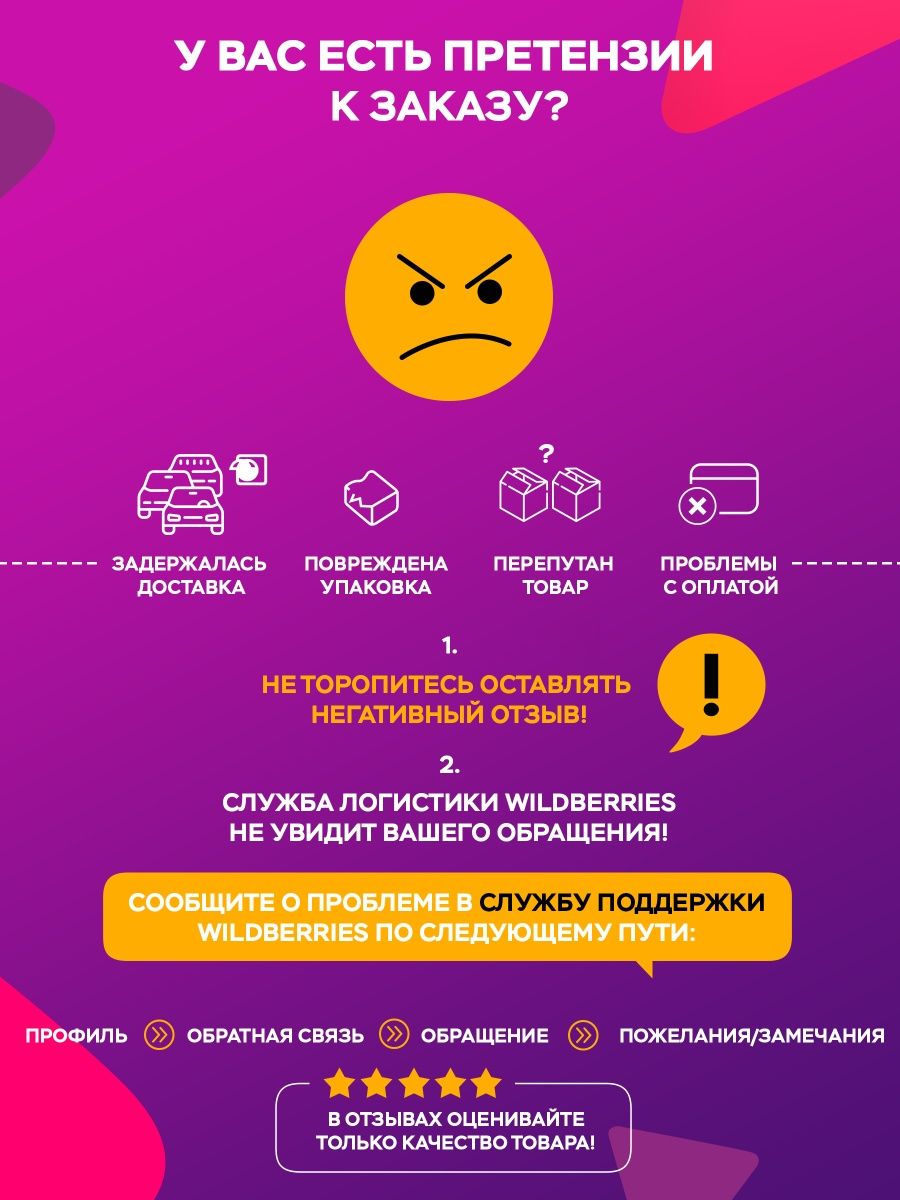 У ВАС ЕСТЬ ПРЕТЕНЗИИ
К ЗАКАЗУ?
?
ЗАДЕРЖАЛАСЬ
ДОСТАВКА
ПОВРЕЖДЕНА
УПАКОВКА
ПЕРЕПУТАН
ТОВАР
ПРОБЛЕМЫ
С ОПЛАТОЙ
1.
НЕ ТОРОПИТЕСЬ ОСТАВЛЯТЬ
НЕГАТИВНЫЙ ОТЗЫВ!
!
2.
СЛУЖБА ЛОГИСТИКИ WILDBERRIES
НЕ УВИДИТ ВАШЕГО ОБРАЩЕНИЯ!
СООБЩИТЕ О ПРОБЛЕМЕ В СЛУЖБУ ПОДДЕРЖКИ
WILDBERRIES ПО СЛЕДУЮЩЕМУ ПУТИ:
ПРОФИЛЬ ОБРАТНАЯ СВЯЗЬ ОБРАЩЕНИЕ ПОЖЕЛАНИЯ/ЗАМЕЧАНИЯ
В ОТЗЫВАХ ОЦЕНИВАЙТЕ
ТОЛЬКО КАЧЕСТВО ТОВАРА!